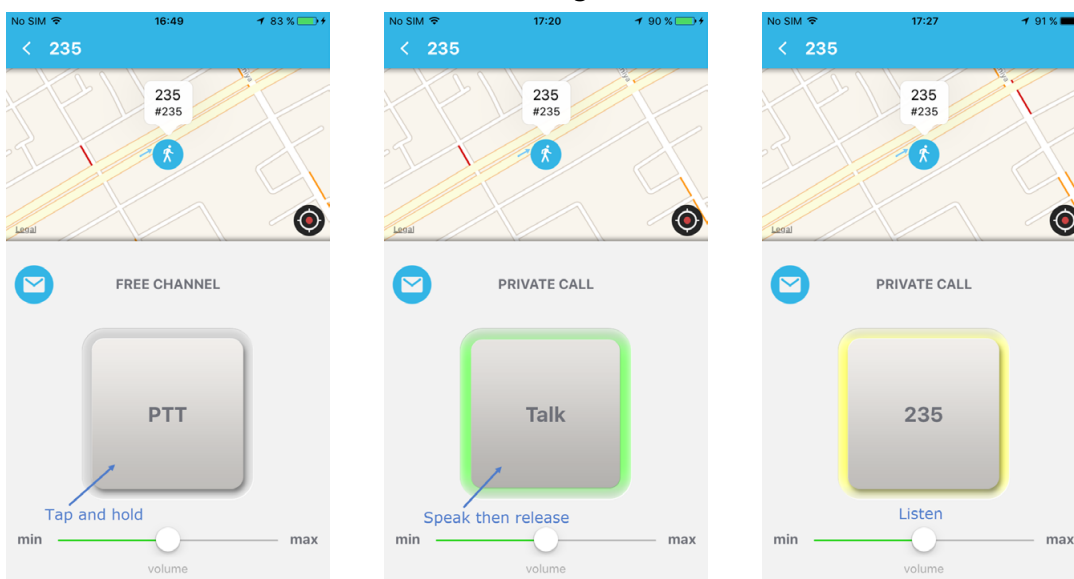 No SIM 16:49 83 %
235
235
#235
Legal
FREE CHANNEL
PTT
Tap and hold
min max
volume
No SIM 17:20 90 %
235
235
#235
Legal
PRIVATE CALL
Talk
Speak then release
min max
volume
No SIM 17:27 91 %
235
235
#235
Legal
PRIVATE CALL
235
Listen
min max
volume